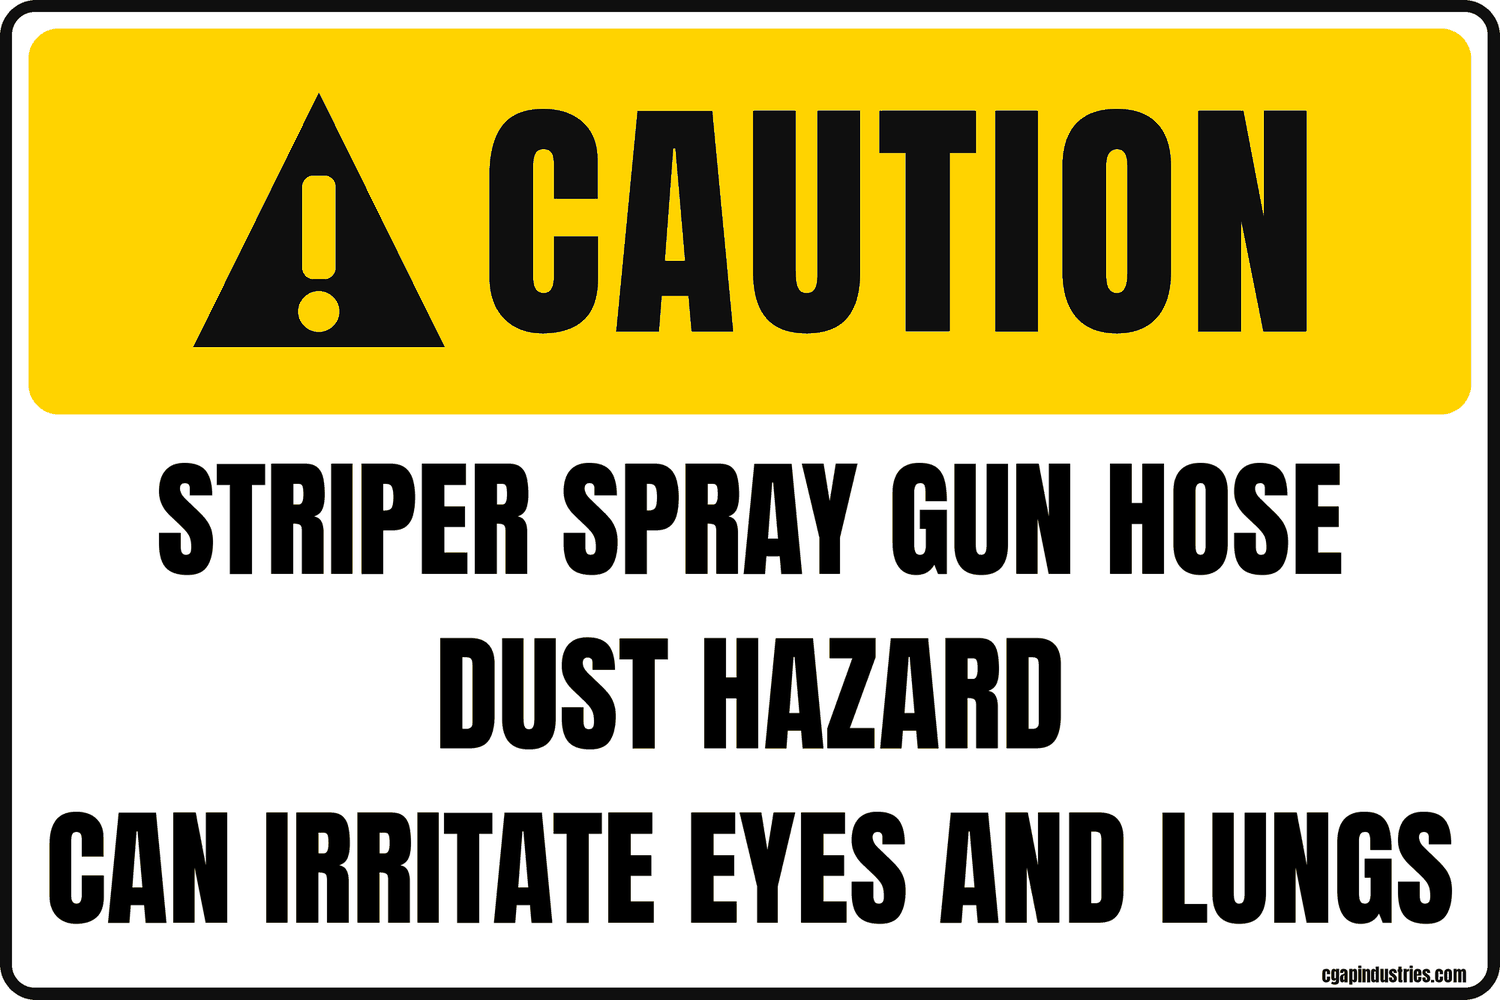 CAUTION
STRIPER SPRAY GUN HOSE
DUST HAZARD
CAN IRRITATE EYES AND LUNGS
cgapindustries.com